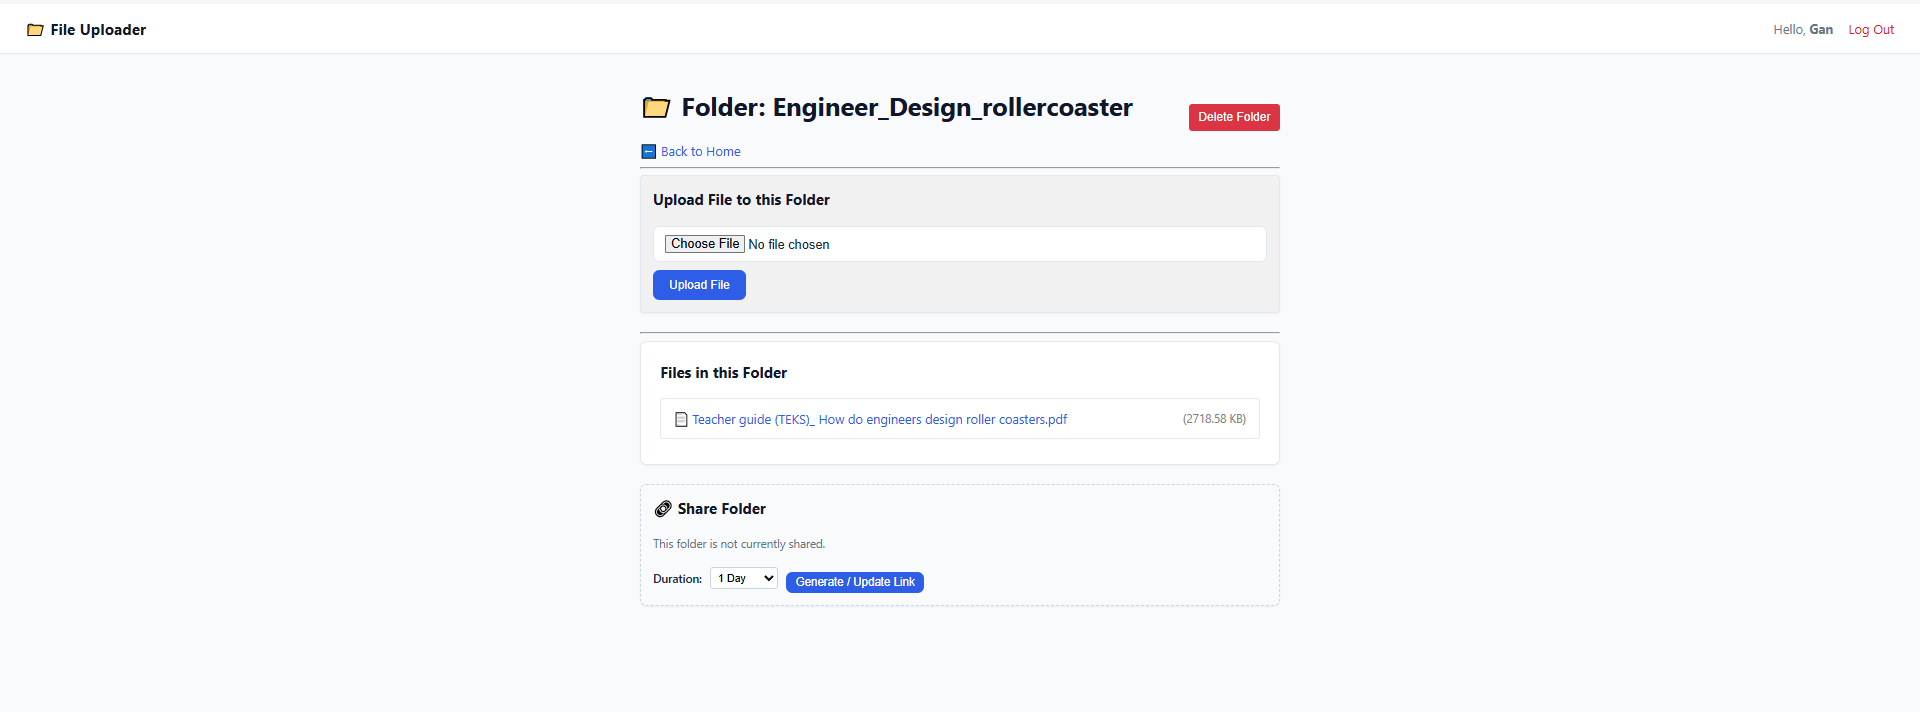 File Uploader
Hello, Gan Log Out
Folder: Engineer_Design_rollercoaster
Delete Folder
Back to Home
Upload File to this Folder
Choose File No file chosen
Upload File
Files in this Folder
Teacher guide (TEKS)_ How do engineers design roller coasters.pdf (2718.58 KB)
Share Folder
This folder is not currently shared.
Duration: 1 Day Generate / Update Link